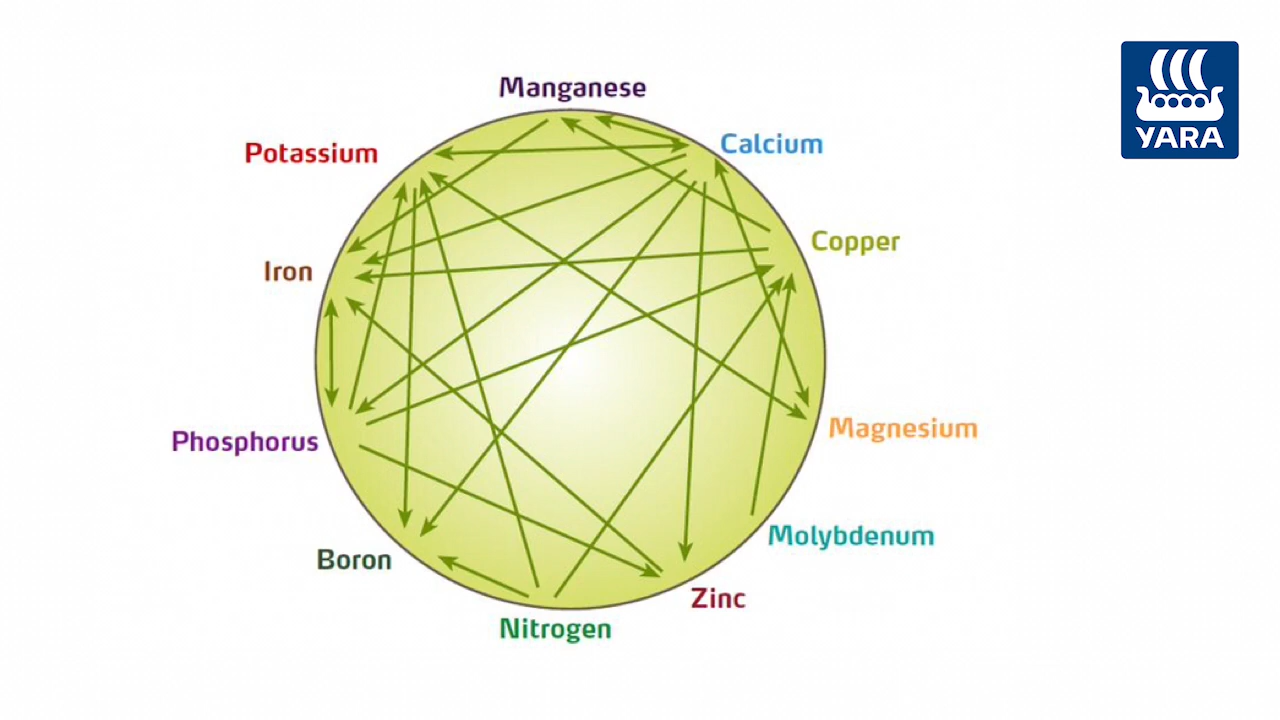 Manganese
Potassium
Calcium
YARA
Copper
Iron
Phosphorus
Magnesium
Molybdenum
Boron
Zinc
Nitrogen